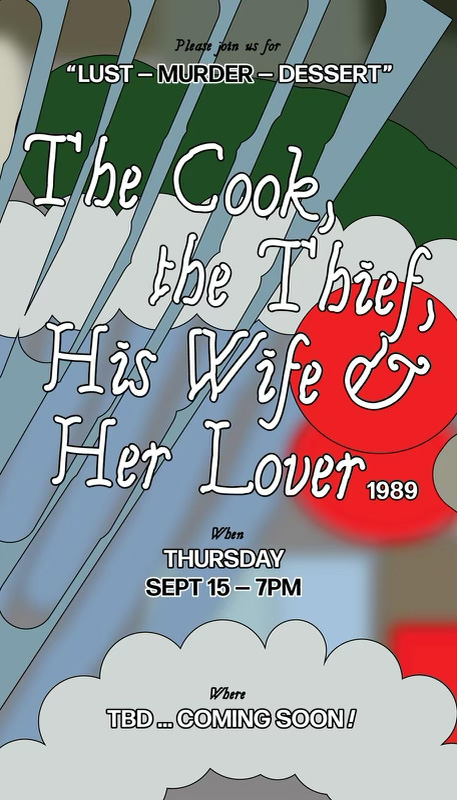 Please join us for
“LUST – MURDER – DESSERT”
The Cook,
the Thief,
His Wife &
Her Lover 1989
When
THURSDAY
SEPT 15 – 7PM
Where
TBD ... COMING SOON!